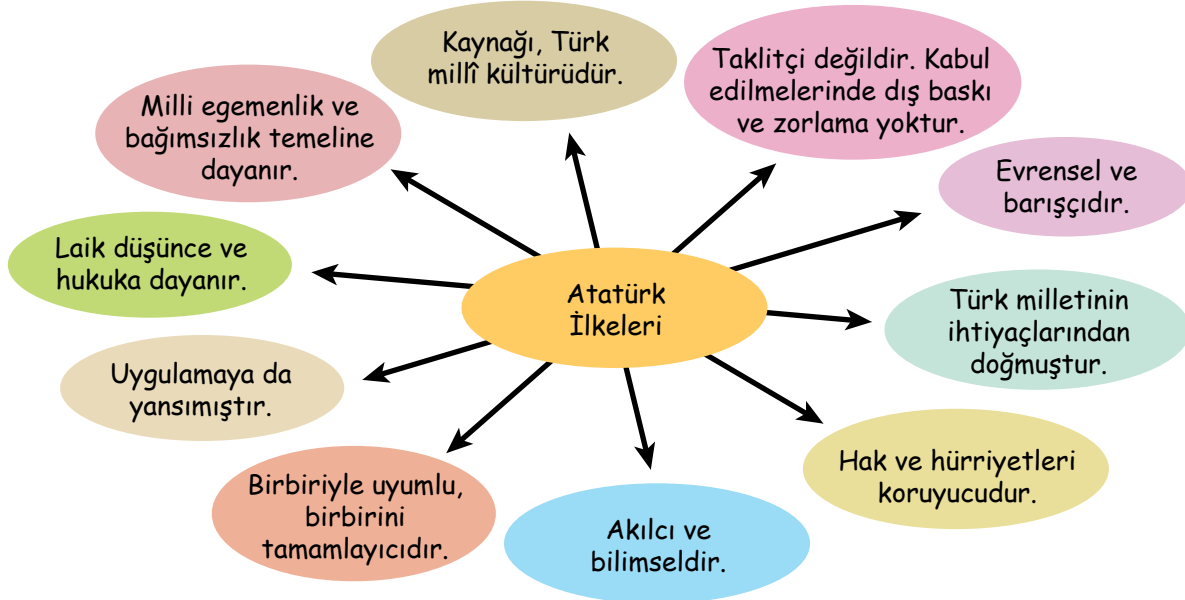 Kaynağı, Türk
millî kültürüdür.
Taklitçi değildir. Kabul
edilmelerinde dış baskı
ve zorlama yoktur.
Milli egemenlik ve
bağımsızlık temeline
dayanır.
Evrensel ve
barışçıdır.
Laik düşünce ve
hukuka dayanır.
Atatürk
İlkeleri
Türk milletinin
ihtiyaçlarından
doğmuştur.
Uygulamaya da
yansımıştır.
Hak ve hürriyetleri
koruyucudur.
Birbiriyle uyumlu,
birbirini
tamamlayıcıdır.
Akılcı ve
bilimseldir.